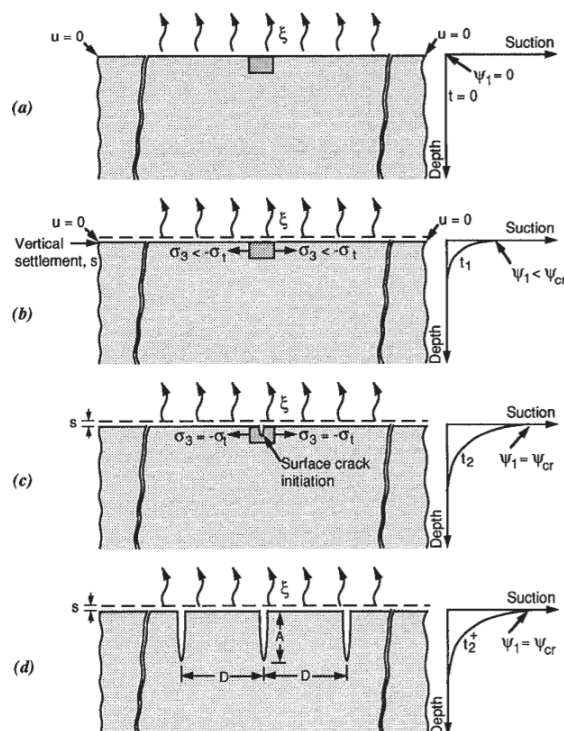 u = 0
ξ
u = 0
Suction
ψ₁ = 0
t = 0
Depth
(a)
u = 0
ξ
u = 0
Suction
Vertical
settlement, s
σ₃ < -σₜ
σ₃ < -σₜ
t₁
ψ₁ < ψcr
Depth
(b)
ξ
Suction
s
σ₃ = -σₜ
σ₃ = -σₜ
Surface crack
initiation
t₂
ψ₁ = ψcr
Depth
(c)
ξ
Suction
s
A
t₂⁺
ψ₁ = ψcr
D
D
Depth
(d)